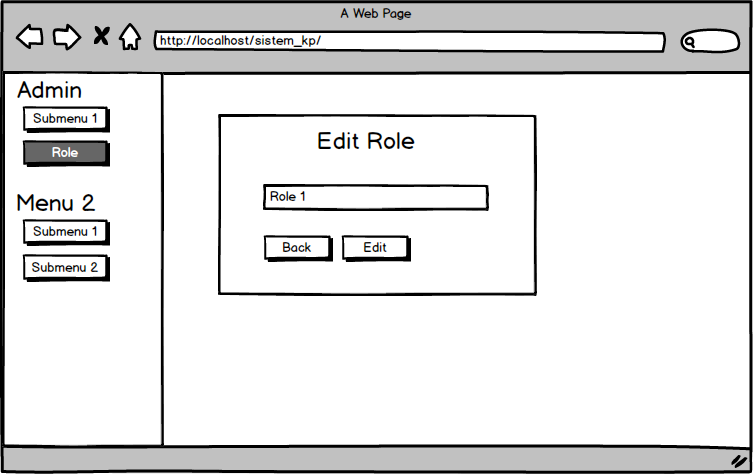 A Web Page
http://localhost/sistem_kp/
Admin
Submenu 1
Role
Menu 2
Submenu 1
Submenu 2
Edit Role
Role 1
Back Edit